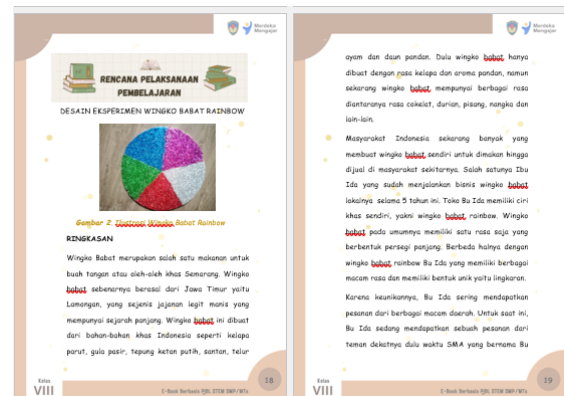 Merdeka
Mengajar
RENCANA PELAKSANAAN
PEMBELAJARAN
DESAIN EKSPERIMEN WINGKO BABAT RAINBOW
Gambar 2. Ilustrasi Wingko Babat Rainbow
RINGKASAN
Wingko Babat merupakan salah satu makanan untuk
buah tangan atau oleh-oleh khas Semarang. Wingko
babat sebenarnya berasal dari Jawa Timur yaitu
Lamongan, yang sejenis jajanan legit manis yang
mempunyai sejarah panjang. Wingko babat ini dibuat
dari bahan-bahan khas Indonesia seperti kelapa
parut, gula pasir, tepung ketan putih, santan, telur
Kelas
VIII
E-Book Berbasis PjBL STEM SMP/MTs
18
Merdeka
Mengajar
ayam dan daun pandan. Dulu wingko babat hanya
dibuat dengan rasa kelapa dan aroma pandan, namun
sekarang wingko babat mempunyai berbagai rasa
diantaranya rasa cokelat, durian, pisang, nangka dan
lain-lain.
Masyarakat Indonesia sekarang banyak yang
membuat wingko babat sendiri untuk dimakan hingga
dijual di masyarakat sekitarnya. Salah satunya Ibu
Ida yang sudah menjalankan bisnis wingko babat
lokalnya selama 5 tahun ini. Toko Bu Ida memiliki ciri
khas sendiri, yakni wingko babat rainbow. Wingko
babat pada umumnya memiliki satu rasa saja yang
berbentuk persegi panjang. Berbeda halnya dengan
wingko babat rainbow Bu Ida yang memiliki berbagai
macam rasa dan memiliki bentuk unik yaitu lingkaran.
Karena keunikannya, Bu Ida sering mendapatkan
pesanan dari berbagai macam daerah. Untuk saat ini,
Bu Ida sedang mendapatkan sebuah pesanan dari
teman dekatnya dulu waktu SMA yang bernama Bu
Kelas
VIII
E-Book Berbasis PjBL STEM SMP/MTs
19